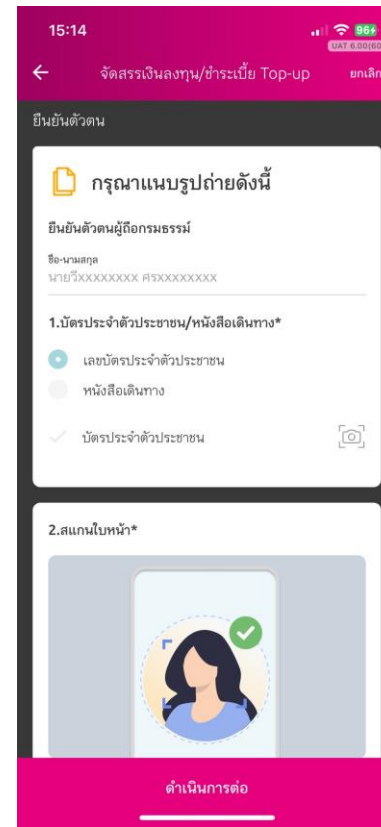 15:14
96
UAT 6.00(60
จัดสรรเงินลงทุน/ชำระเบี้ย Top-up
ยกเลิก
ยืนยันตัวตน
กรุณาแนบรูปถ่ายดังนี้
ยืนยันตัวตนผู้ถือกรมธรรม์
ชื่อ-นามสกุล
นายวีxxxxxxxx ศรxxxxxxxxx
1.บัตรประจำตัวประชาชน/หนังสือเดินทาง*
เลขบัตรประจำตัวประชาชน
หนังสือเดินทาง
บัตรประจำตัวประชาชน
2.สแกนใบหน้า*
ดำเนินการต่อ